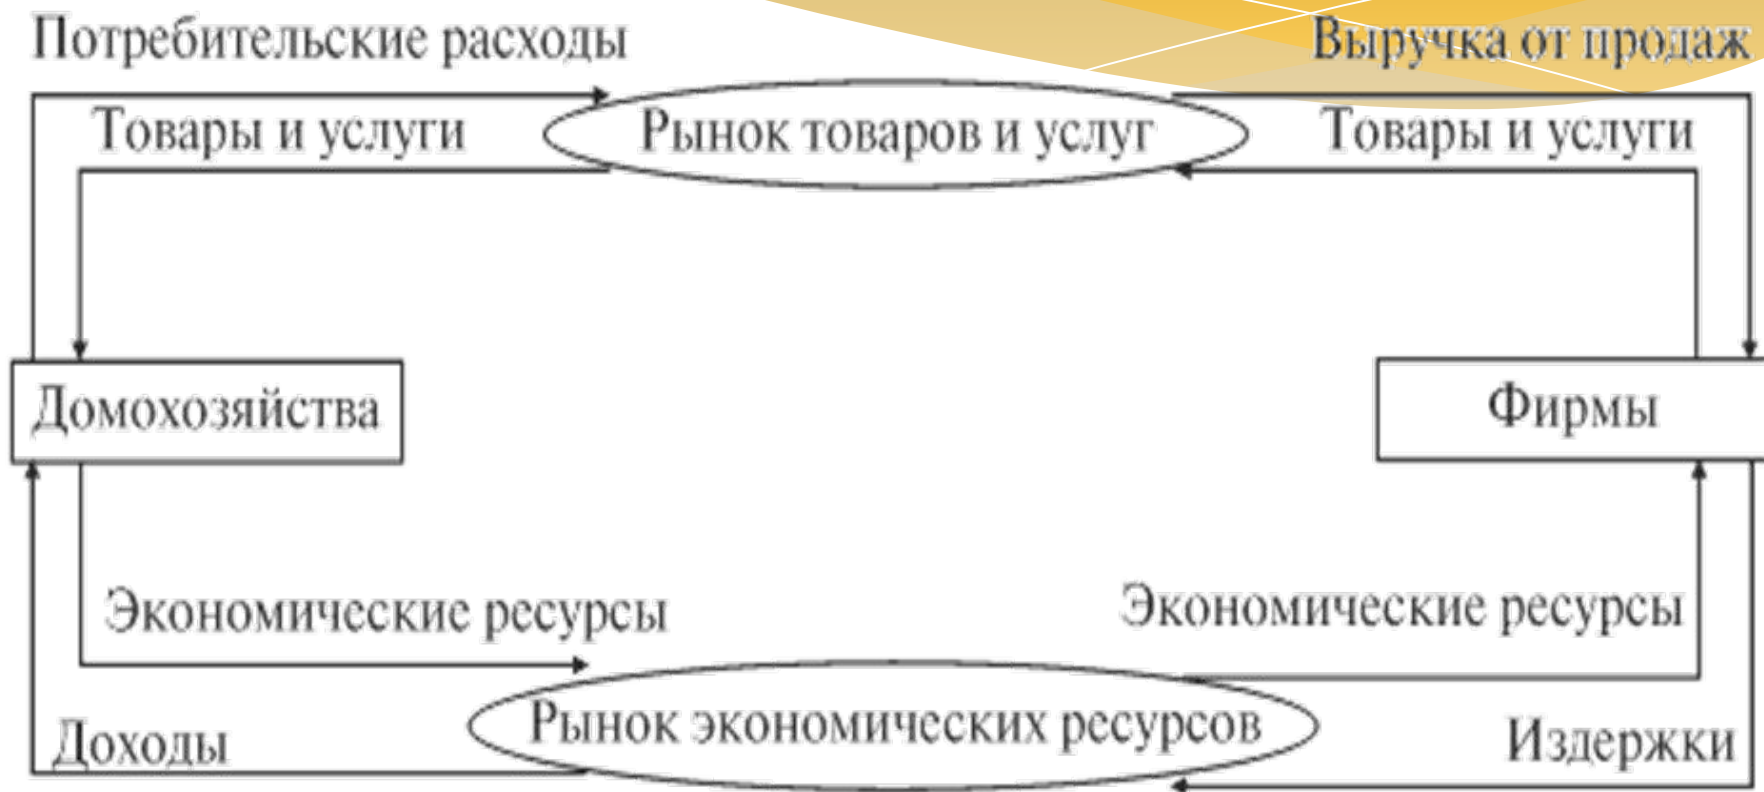 Потребительские расходы
Выручка от продаж
Товары и услуги
Рынок товаров и услуг
Товары и услуги
Домохозяйства
Фирмы
Экономические ресурсы
Экономические ресурсы
Рынок экономических ресурсов
Доходы
Издержки